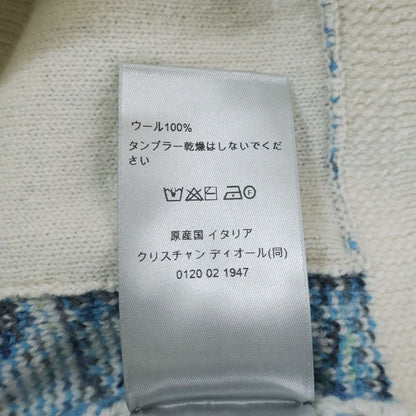 ウール100%
タンブラー乾燥はしないでくだ
さい
F
原産国 イタリア
クリスチャン ディオール(同)
0120 02 1947